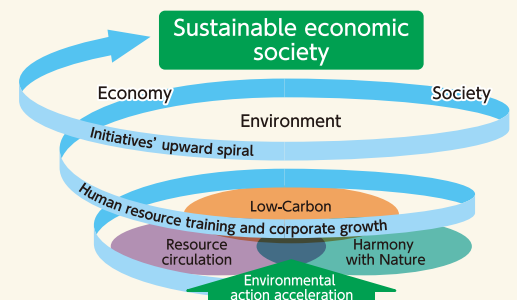 Sustainable economic
society
Economy
Society
Environment
Initiatives' upward spiral
Low-Carbon
Human resource training and corporate growth
Resource
circulation
Harmony
with Nature
Environmental
action acceleration